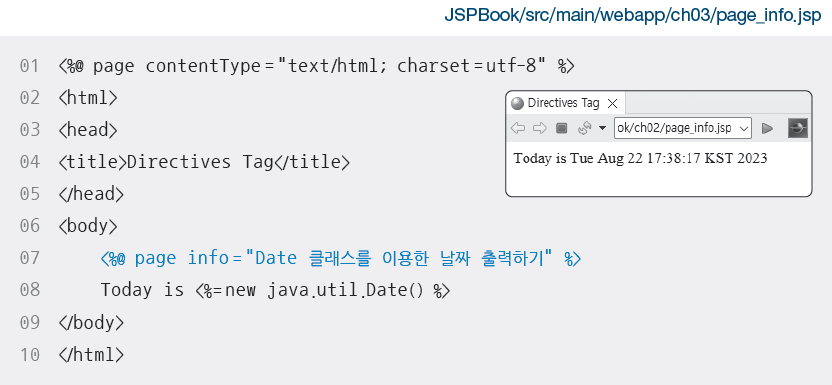 JSPBook/src/main/webapp/ch03/page_info.jsp
01 <%@ page contentType="text/html; charset=utf-8" %>
02 <html>
03 <head>
04 <title>Directives Tag</title>
05 </head>
06 <body>
07 <%@ page info="Date 클래스를 이용한 날짜 출력하기" %>
08 Today is <%=new java.util.Date() %>
09 </body>
10 </html>
Directives Tag
ok/ch02/page_info.jsp
Today is Tue Aug 22 17:38:17 KST 2023